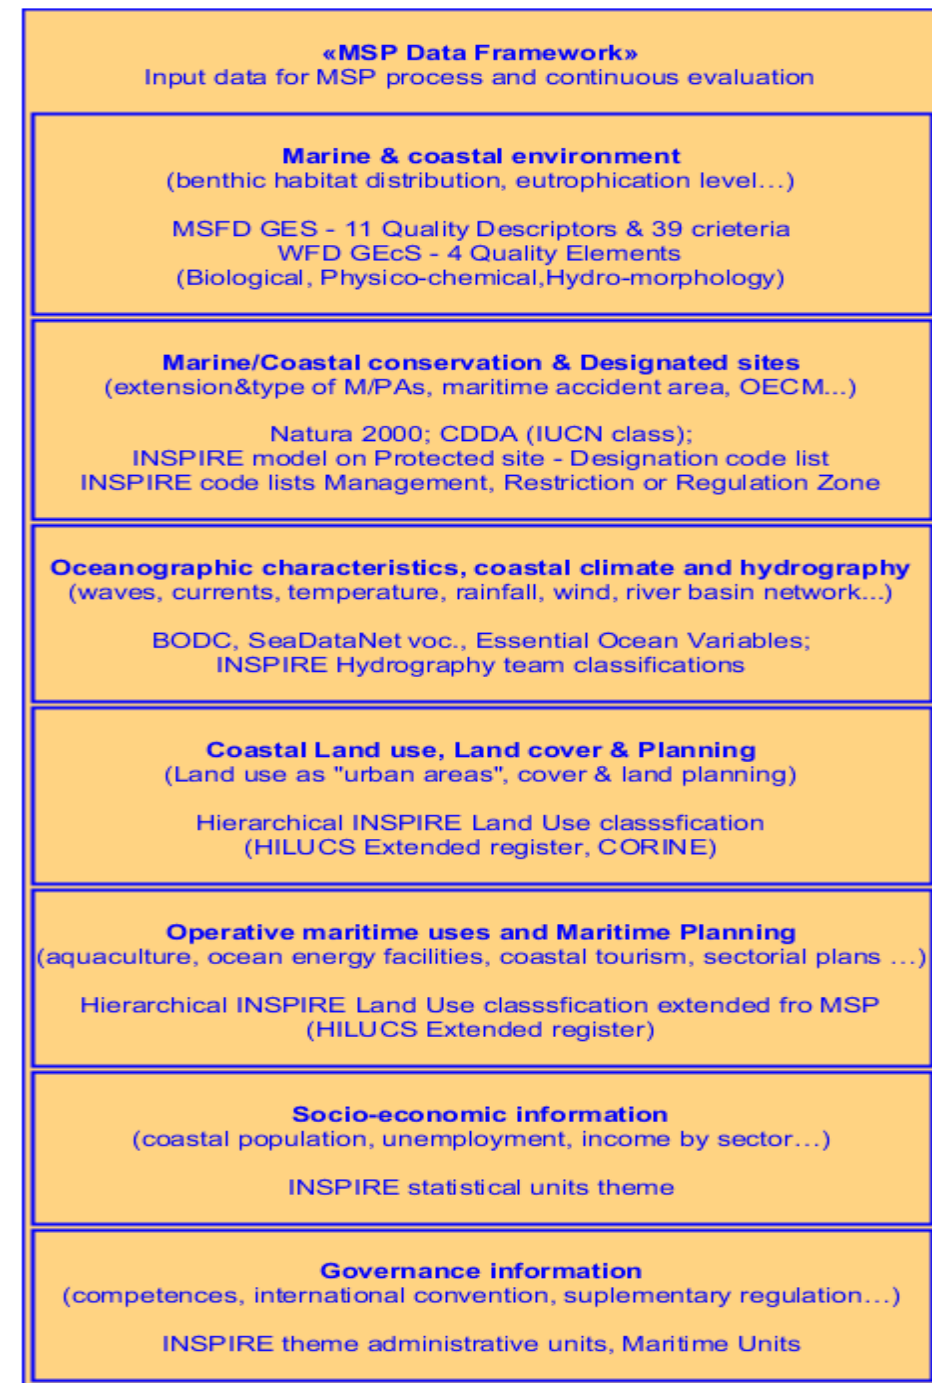 «MSP Data Framework»
Input data for MSP process and continuous evaluation
Marine & coastal environment
(benthic habitat distribution, eutrophication level…)
MSFD GES - 11 Quality Descriptors & 39 crieteria
WFD GEcS - 4 Quality Elements
(Biological, Physico-chemical,Hydro-morphology)
Marine/Coastal conservation & Designated sites
(extension&type of M/PAs, maritime accident area, OECM...)
Natura 2000; CDDA (IUCN class);
INSPIRE model on Protected site - Designation code list
INSPIRE code lists Management, Restriction or Regulation Zone
Oceanographic characteristics, coastal climate and hydrography
(waves, currents, temperature, rainfall, wind, river basin network...)
BODC, SeaDataNet voc., Essential Ocean Variables;
INSPIRE Hydrography team classifications
Coastal Land use, Land cover & Planning
(Land use as "urban areas", cover & land planning)
Hierarchical INSPIRE Land Use classsfication
(HILUCS Extended register, CORINE)
Operative maritime uses and Maritime Planning
(aquaculture, ocean energy facilities, coastal tourism, sectorial plans …)
Hierarchical INSPIRE Land Use classsfication extended fro MSP
(HILUCS Extended register)
Socio-economic information
(coastal population, unemployment, income by sector…)
INSPIRE statistical units theme
Governance information
(competences, international convention, suplementary regulation…)
INSPIRE theme administrative units, Maritime Units